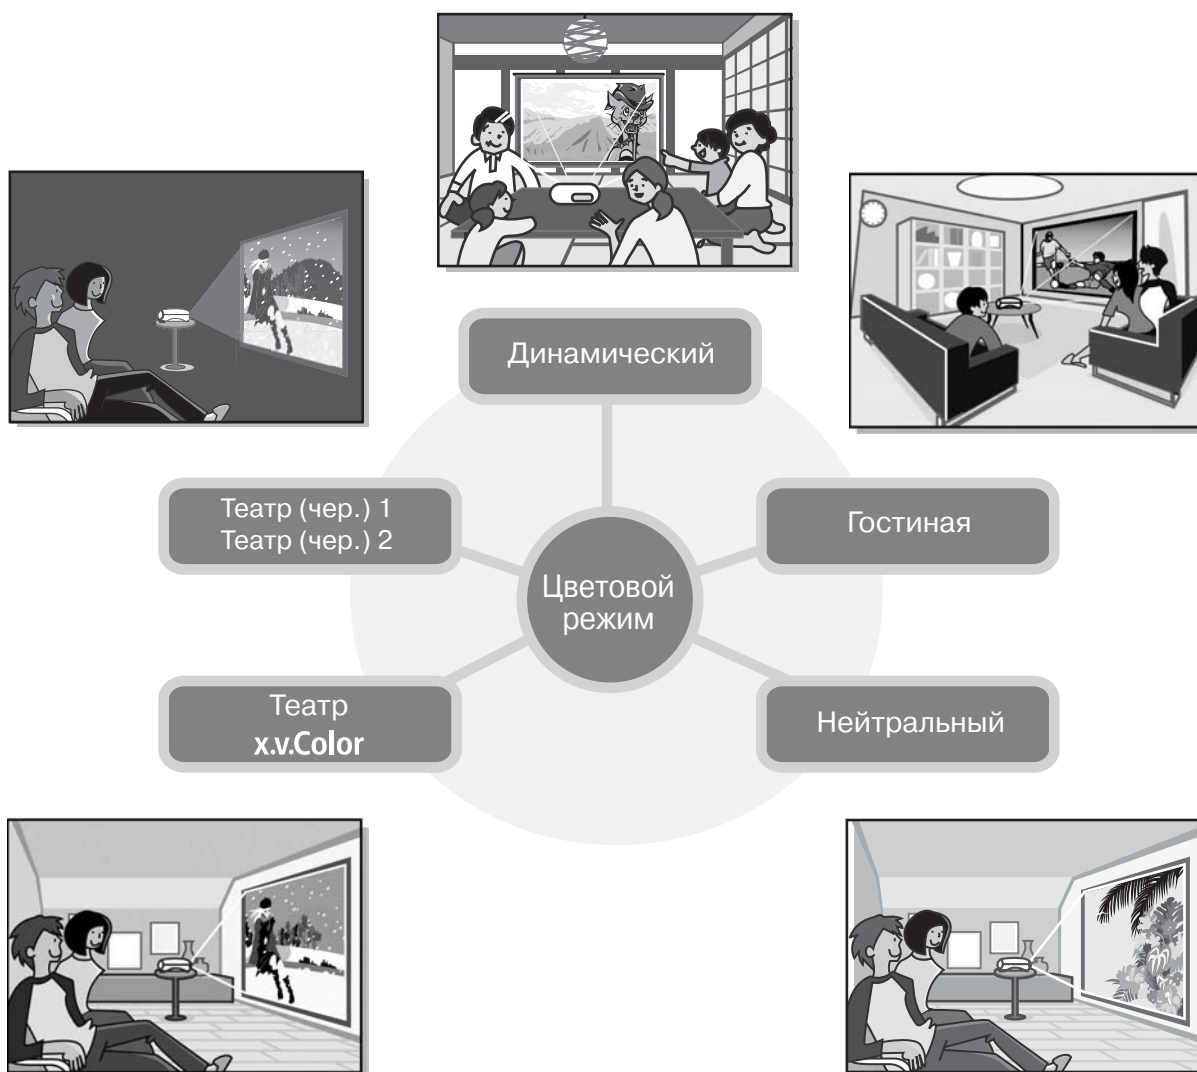 Динамический
Театр (чер.) 1
Театр (чер.) 2
Гостиная
Цветовой
режим
Театр
x.v.Color
Нейтральный